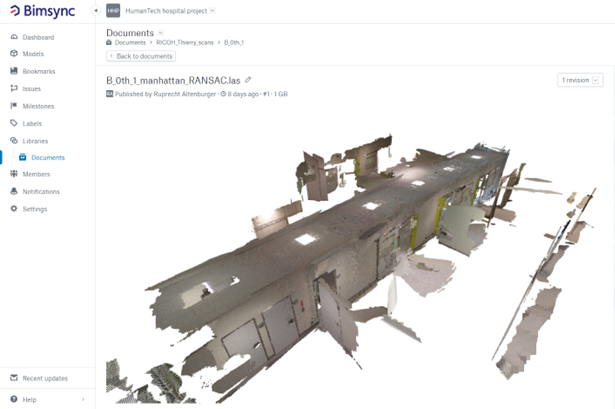 Bimsync
HHP HumanTech hospital project
Dashboard
Models
Bookmarks
Issues
Milestones
Labels
Libraries
Documents
Members
Notifications
Settings
Recent updates
Help
Documents
Documents > RICOH_Thierry_scans > B_0th_1
Back to documents
B_0th_1_manhattan_RANSAC.las
1 revision
RA Published by Ruprecht Altenburger · 8 days ago · #1 · 1 GB